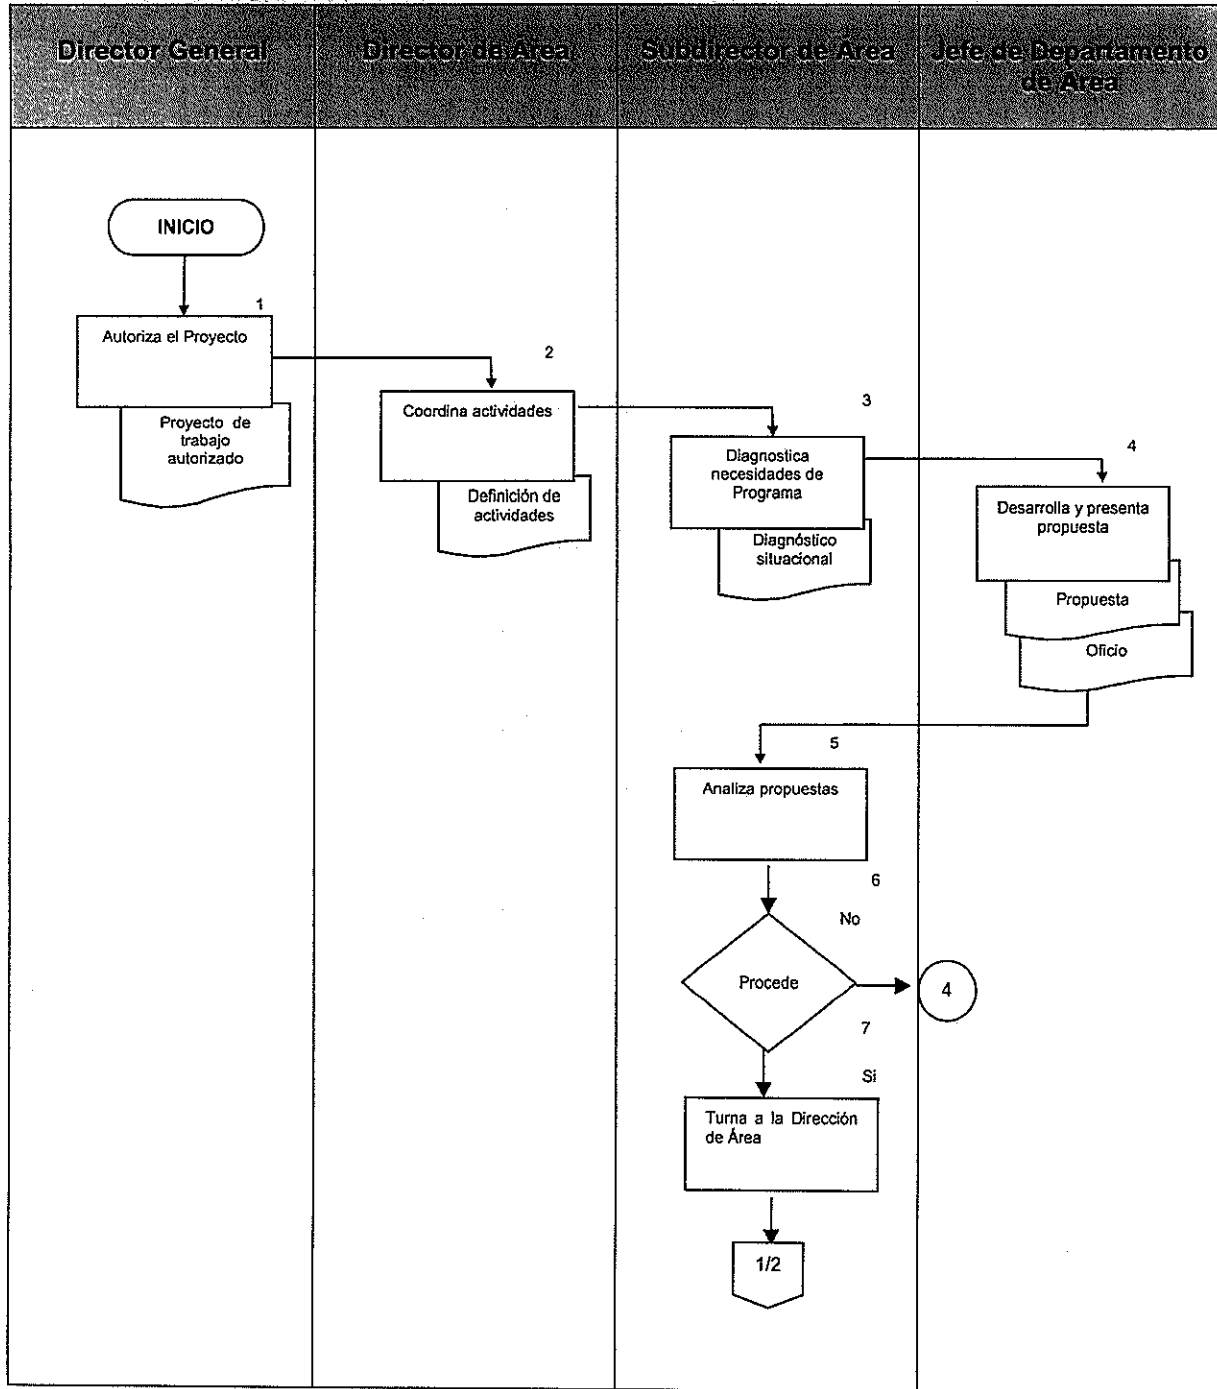 Director General
Director de Área
Subdirector de Área
Jefe de Departamento
de Área
INICIO
1
Autoriza el Proyecto
Proyecto de
trabajo
autorizado
2
Coordina actividades
Definición de
actividades
3
Diagnostica
necesidades de
Programa
Diagnóstico
situacional
4
Desarrolla y presenta
propuesta
Propuesta
Oficio
5
Analiza propuestas
6
No
Procede
4
7
Si
Turna a la Dirección
de Área
1/2